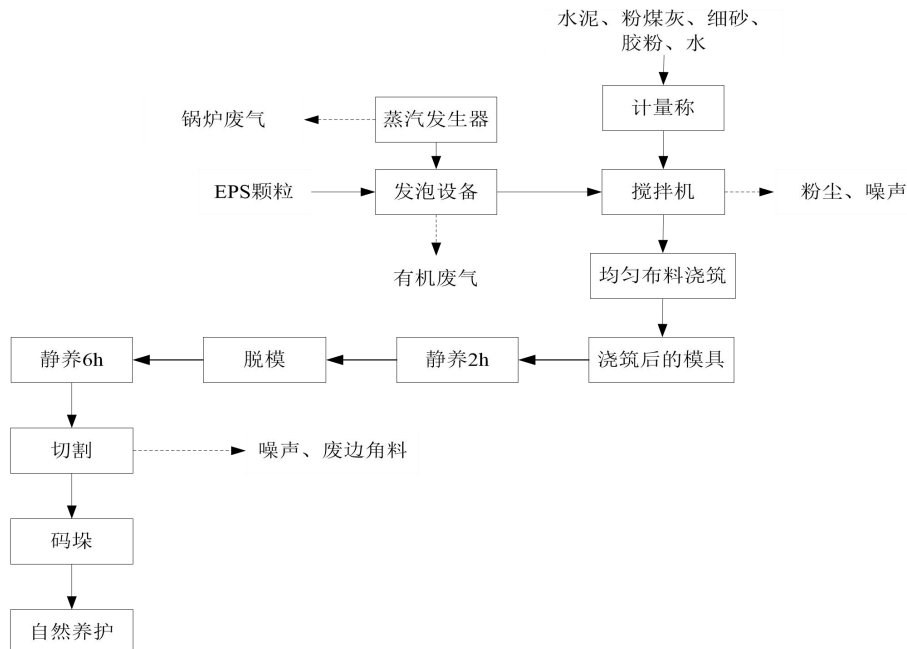 水泥、粉煤灰、细砂、
胶粉、水
锅炉废气
蒸汽发生器
计量称
EPS颗粒
发泡设备
搅拌机
粉尘、噪声
有机废气
均匀布料浇筑
静养6h
脱模
静养2h
浇筑后的模具
切割
噪声、废边角料
码垛
自然养护